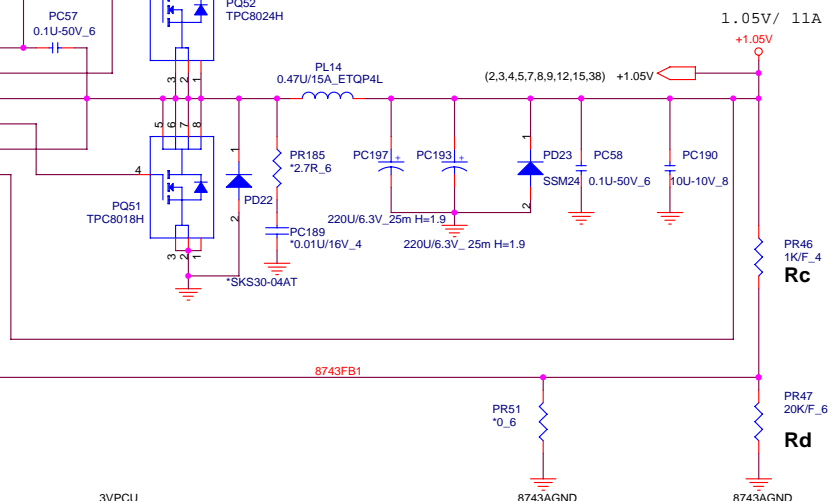 PQ52
TPC8024H
PC57
0.1U-50V_6
1.05V/ 11A
+1.05V
3
2
1
PL14
0.47U/15A_ETQP4L
(2,3,4,5,7,8,9,12,15,38) +1.05V
5
6
7
8
4
PQ51
TPC8018H
3
2
1
1
PD22
2
*SKS30-04AT
PR185
*2.7R_6
PC189
*0.01U/16V_4
PC197
+
220U/6.3V_25m H=1.9
PC193
+
220U/6.3V_ 25m H=1.9
1
PD23
SSM24
2
PC58
0.1U-50V_6
PC190
10U-10V_8
PR46
1K/F_4
Rc
8743FB1
PR51
*0_6
PR47
20K/F_6
Rd
3VPCU
8743AGND
8743AGND